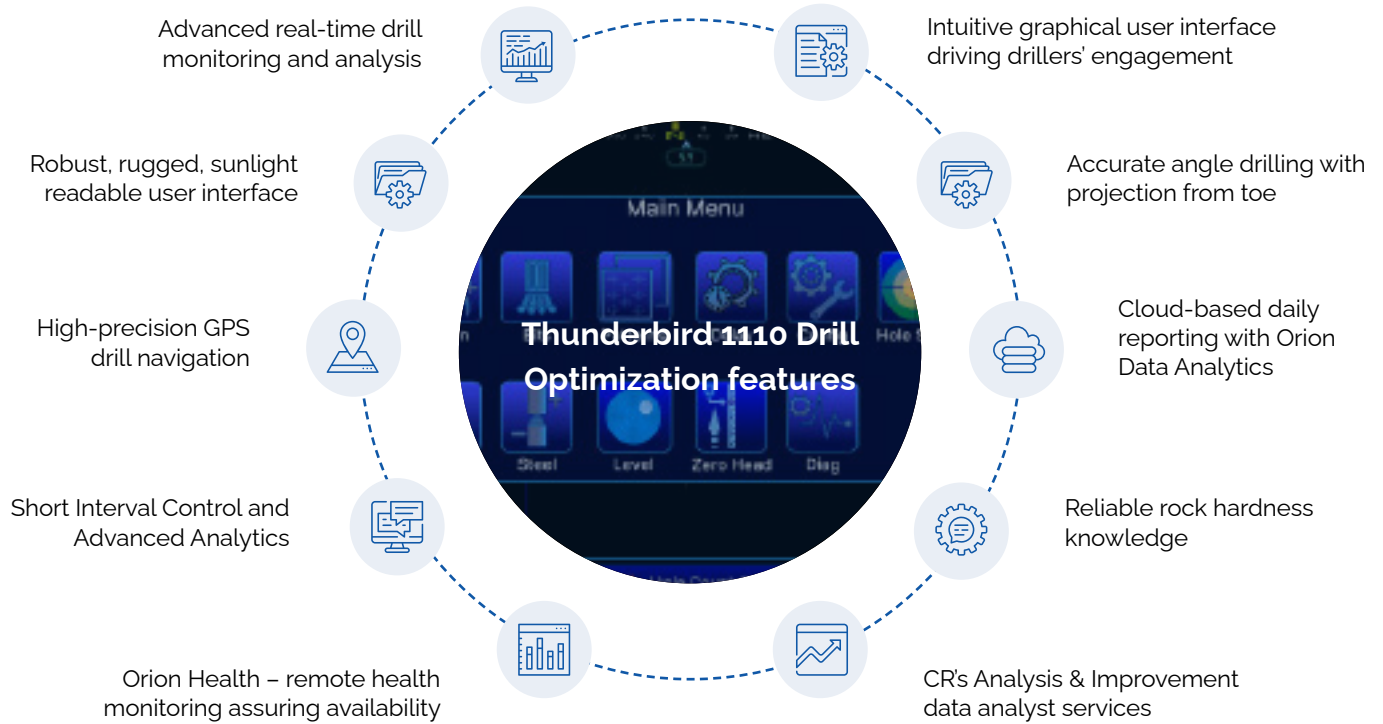 Advanced real-time drill
monitoring and analysis
Intuitive graphical user interface
driving drillers’ engagement
Robust, rugged, sunlight
readable user interface
Accurate angle drilling with
projection from toe
High-precision GPS
drill navigation
Cloud-based daily
reporting with Orion
Data Analytics
Short Interval Control and
Advanced Analytics
Reliable rock hardness
knowledge
Orion Health – remote health
monitoring assuring availability
CR’s Analysis & Improvement
data analyst services
Main Menu
Thunderbird 1110 Drill
Optimization features
Hole
Steel
Level
Zero Head
Diag